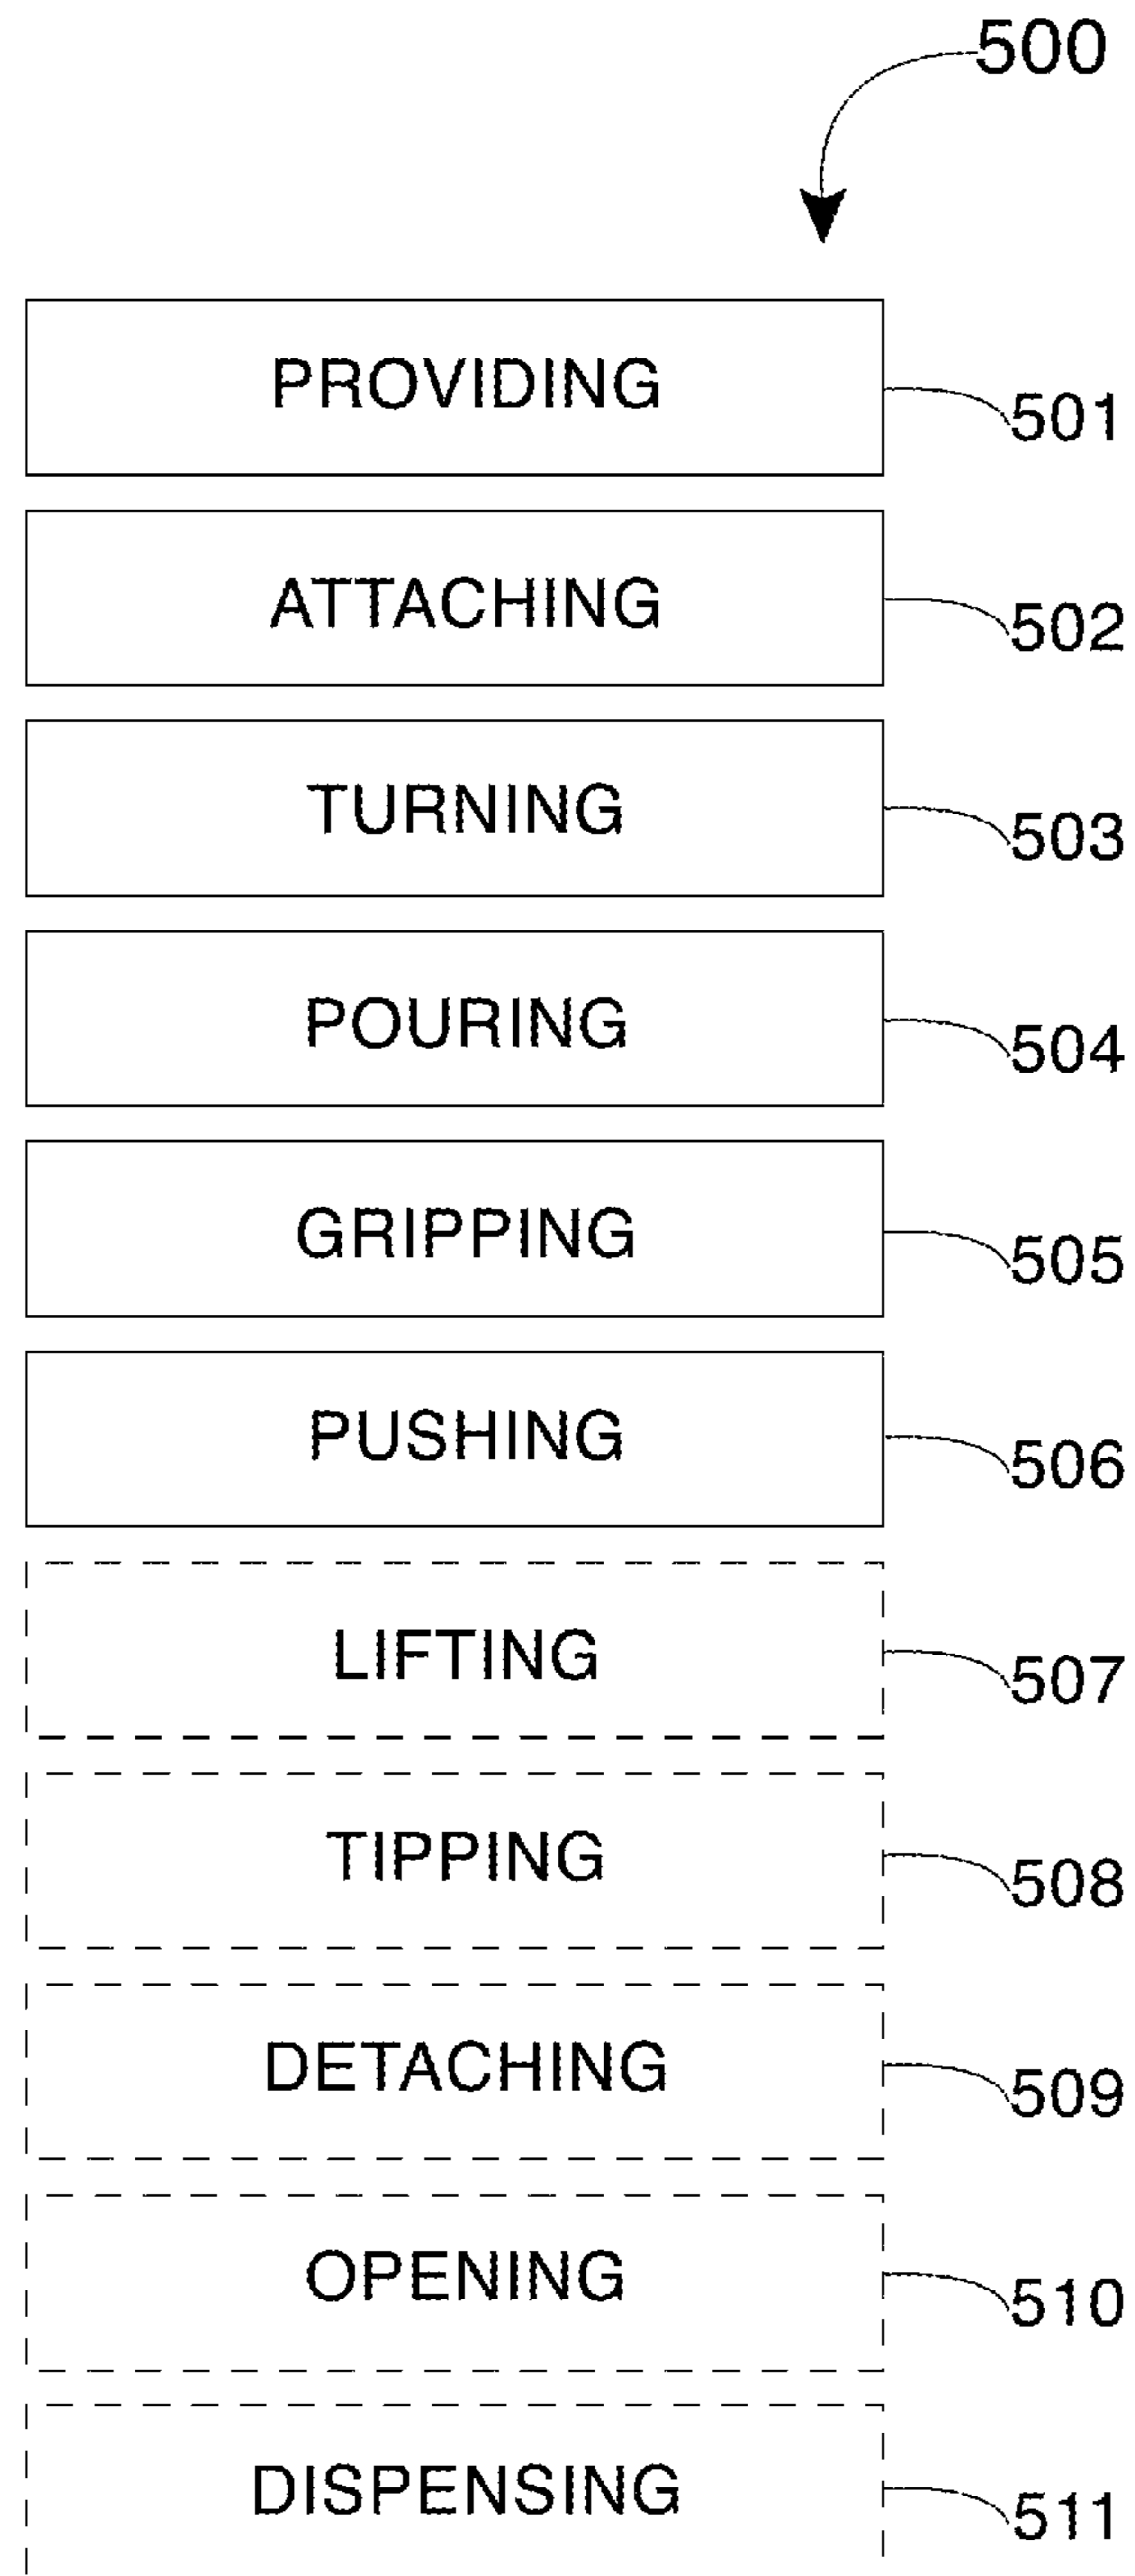 500
PROVIDING
501
ATTACHING
502
TURNING
503
POURING
504
GRIPPING
505
PUSHING
506
LIFTING
507
TIPPING
508
DETACHING
509
OPENING
510
DISPENSING
511